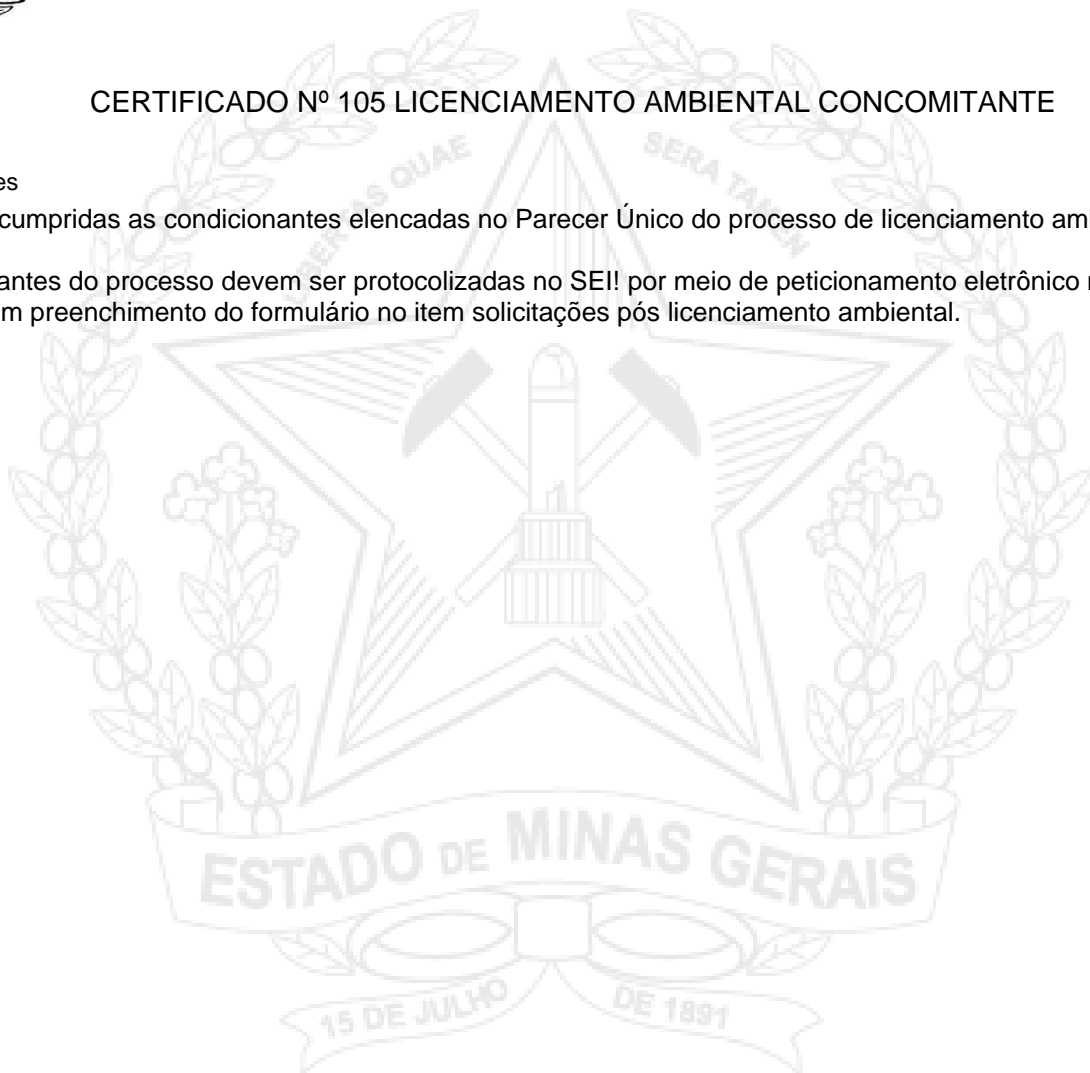 CERTIFICADO Nº 105 LICENCIAMENTO AMBIENTAL CONCOMITANTE
es
cumpridas as condicionantes elencadas no Parecer Único do processo de licenciamento am
antes do processo devem ser protocolizadas no SEI! por meio de peticionamento eletrônico
m preenchimento do formulário no item solicitações pós licenciamento ambiental.
LIBERTAS QUAE SERA TAMEN
ESTADO DE MINAS GERAIS
15 DE JULHO DE 1891